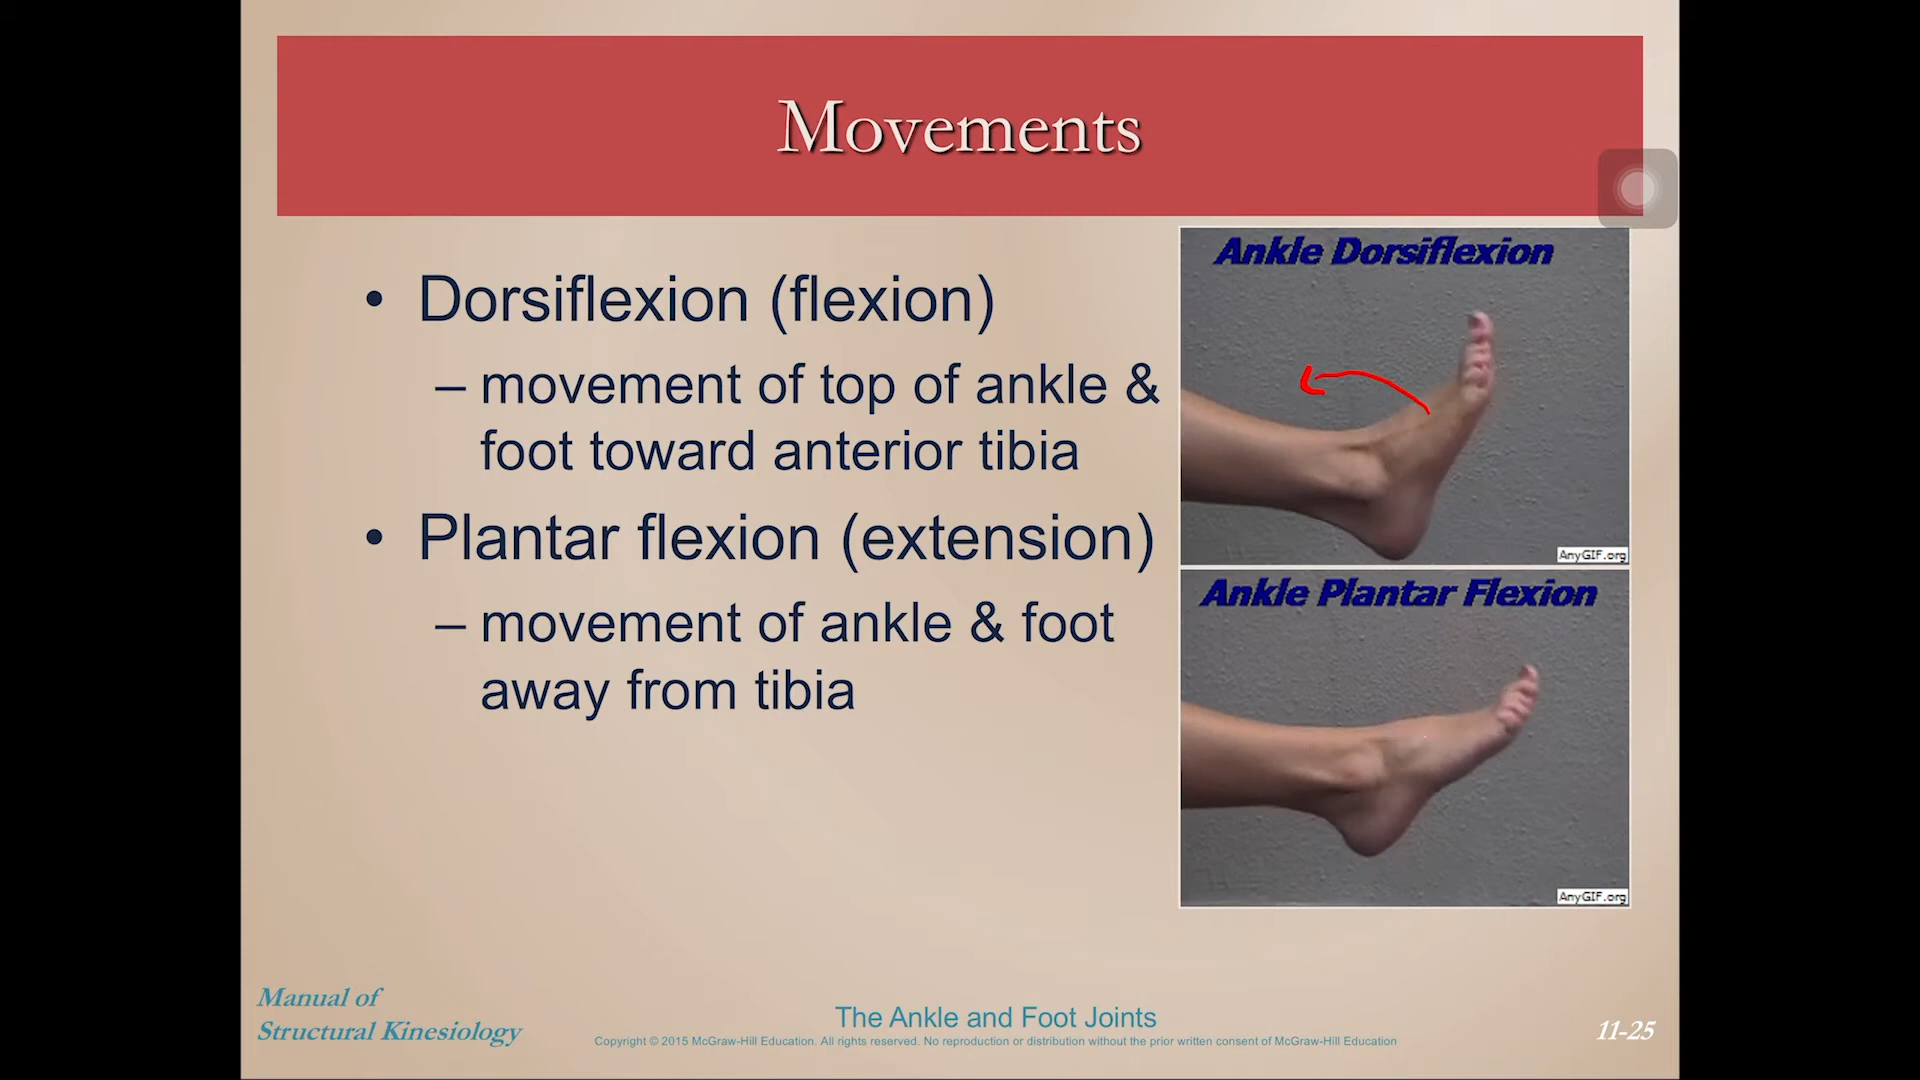 Movements
• Dorsiflexion (flexion)
– movement of top of ankle &
foot toward anterior tibia
• Plantar flexion (extension)
– movement of ankle & foot
away from tibia
Ankle Dorsiflexion
AnyGIF.org
Ankle Plantar Flexion
AnyGIF.org
Manual of
Structural Kinesiology
The Ankle and Foot Joints
Copyright © 2015 McGraw-Hill Education. All rights reserved. No reproduction or distribution without the prior written consent of McGraw-Hill Education
11-25